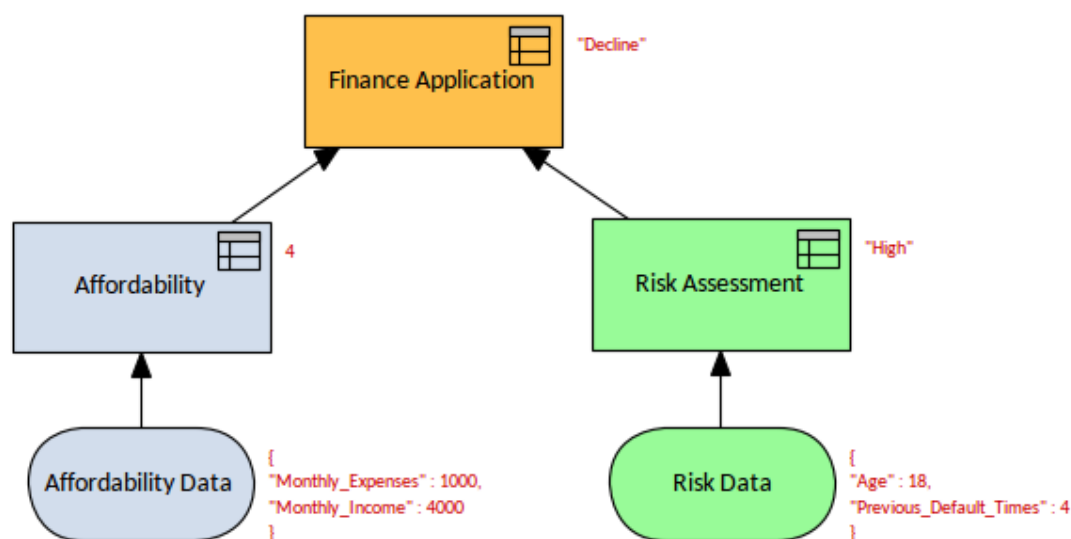 Finance Application
"Decline"
Affordability
4
Risk Assessment
"High"
Affordability Data
{
"Monthly_Expenses" : 1000,
"Monthly_Income" : 4000
}
Risk Data
{
"Age" : 18,
"Previous_Default_Times" : 4
}